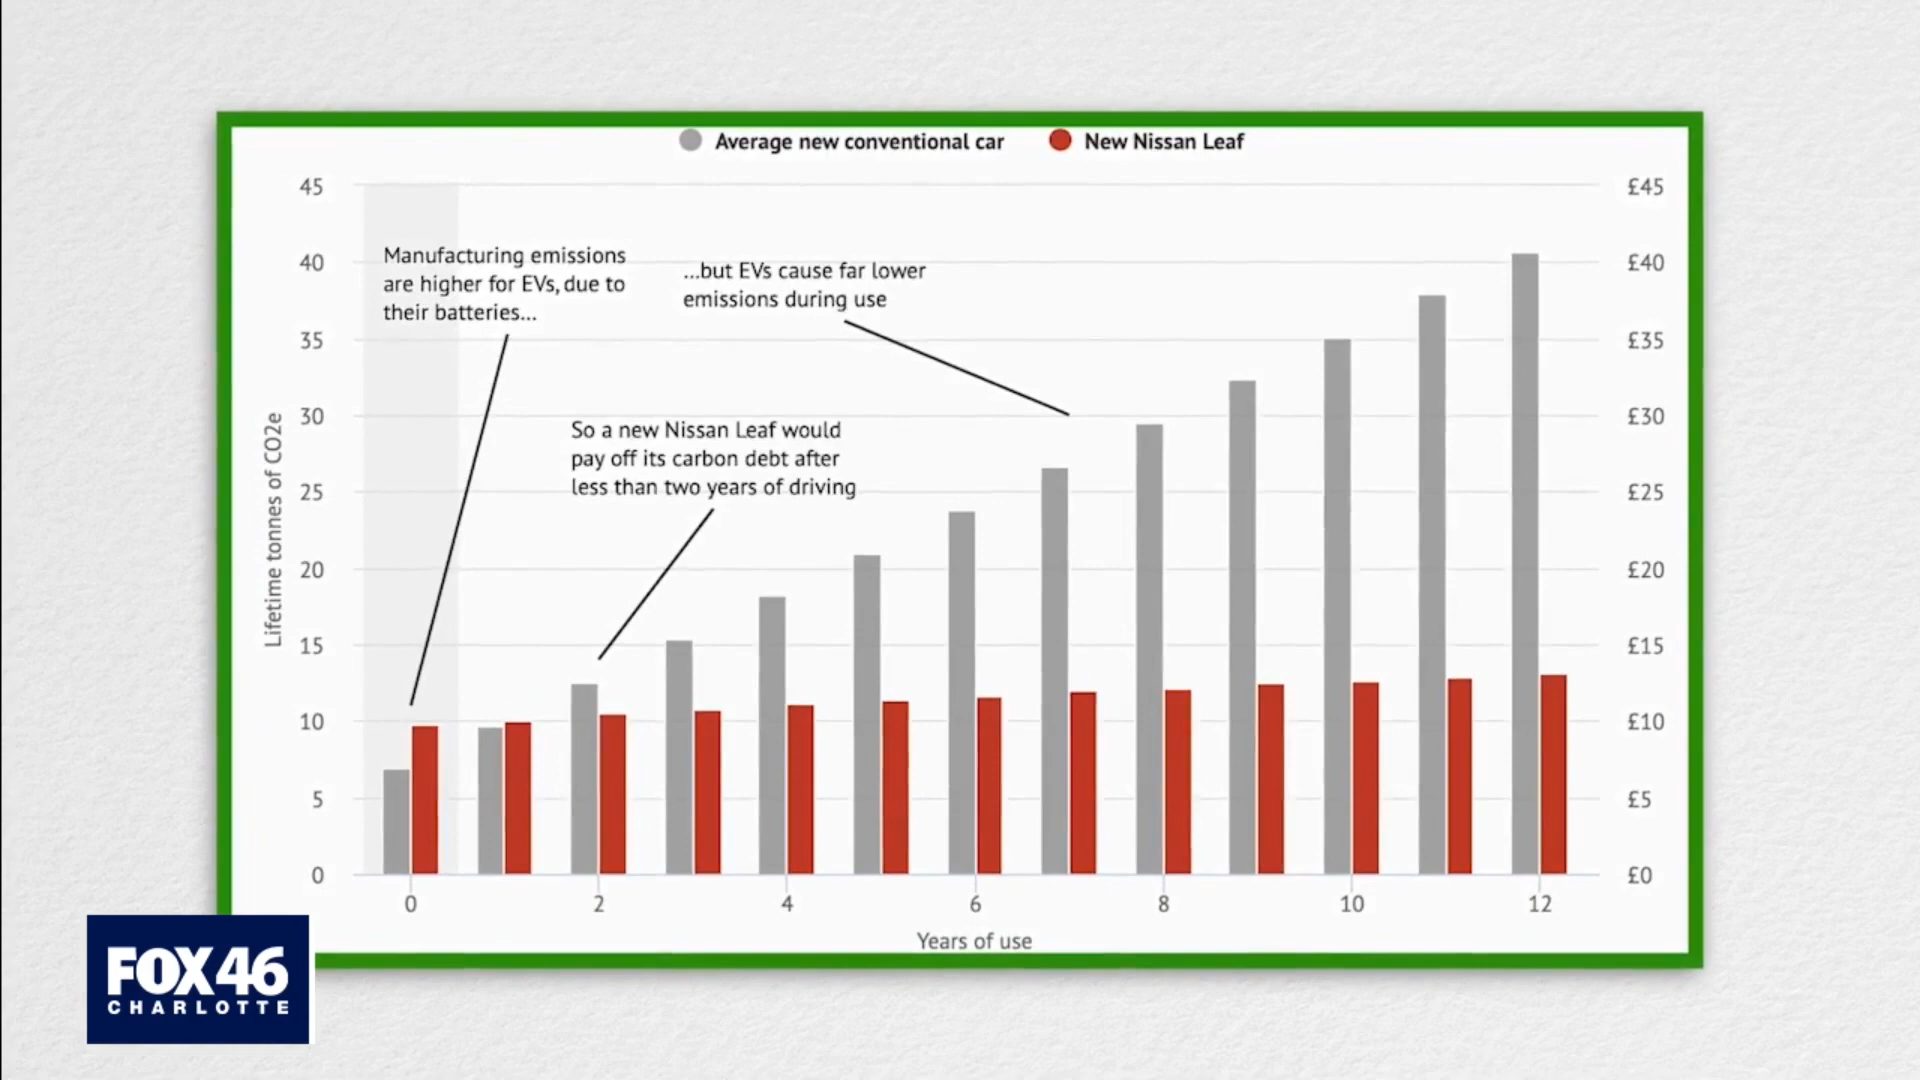 Average new conventional car
New Nissan Leaf
45
£45
Manufacturing emissions
are higher for EVs, due to
their batteries...
...but EVs cause far lower
emissions during use
40
£40
35
£35
So a new Nissan Leaf would
pay off its carbon debt after
less than two years of driving
30
£30
25
£25
Lifetime tonnes of CO2e
20
£20
15
£15
10
£10
5
£5
0
£0
0 2 4 6 8 10 12
Years of use
FOX 46
CHARLOTTE